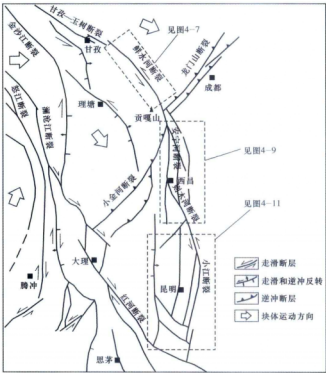 甘孜—玉树断裂
金沙江断裂
甘孜
鲜水河断裂
见图4-7
龙门山断裂
成都
怒江断裂
澜沧江断裂
理塘
贡嘎山
安宁河断裂
见图4-9
西昌
则木河断裂
小金河断裂
见图4-11
大理
小江断裂
昆明
腾冲
红河断裂
思茅
走滑断层
走滑和逆冲反转
逆冲断层
块体运动方向